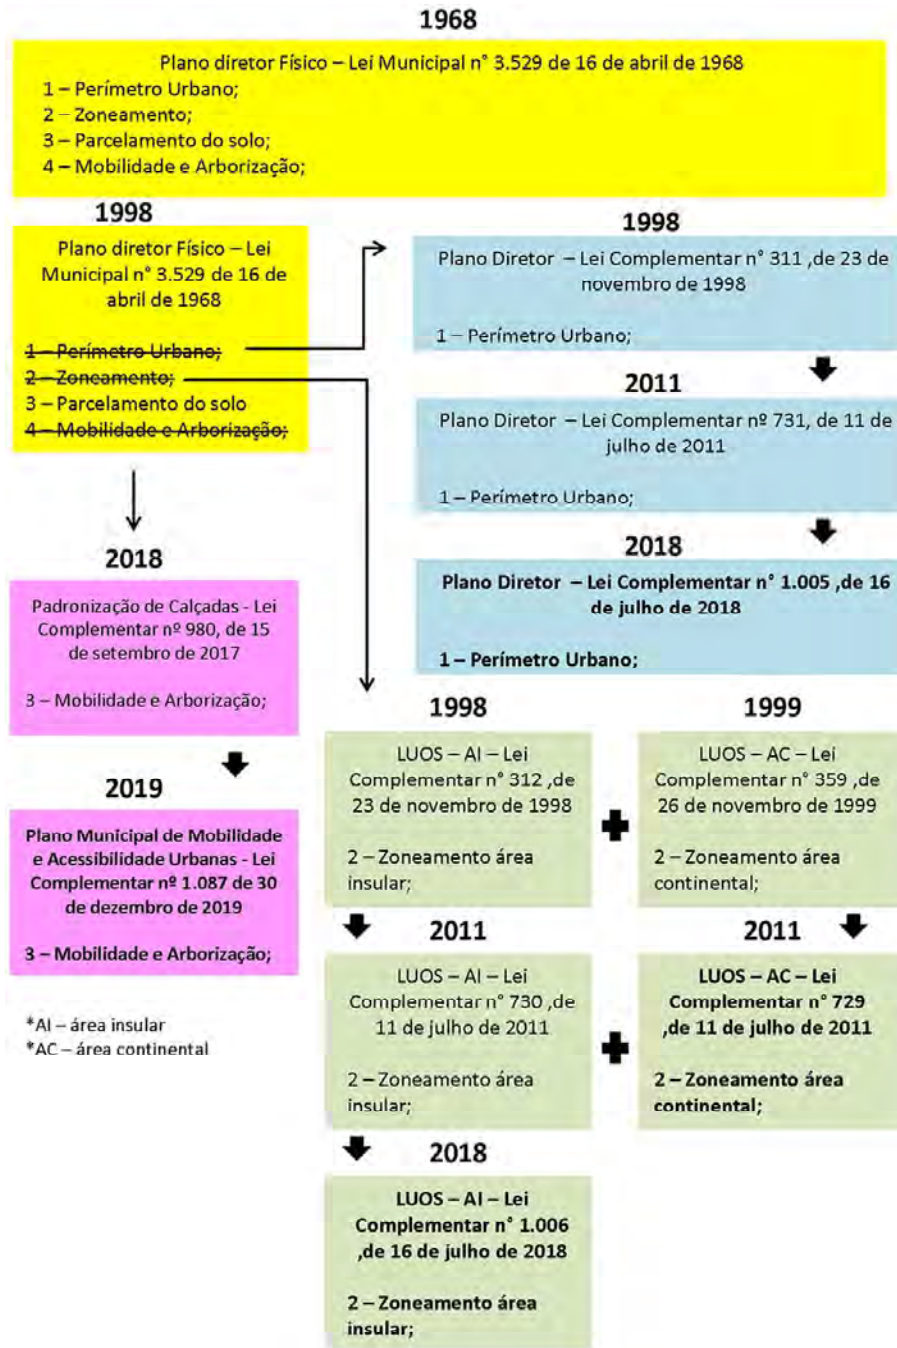 1968
Plano diretor Físico – Lei Municipal n° 3.529 de 16 de abril de 1968
1 – Perímetro Urbano;
2 – Zoneamento;
3 – Parcelamento do solo;
4 – Mobilidade e Arborização;
1998
Plano diretor Físico – Lei
Municipal n° 3.529 de 16 de
abril de 1968
1 – Perímetro Urbano;
2 – Zoneamento;
3 – Parcelamento do solo
4 – Mobilidade e Arborização;
1998
Plano Diretor – Lei Complementar n° 311 ,de 23 de
novembro de 1998
1 – Perímetro Urbano;
2011
Plano Diretor – Lei Complementar nº 731, de 11 de
julho de 2011
1 – Perímetro Urbano;
2018
Plano Diretor – Lei Complementar n° 1.005 ,de 16
de julho de 2018
1 – Perímetro Urbano;
2018
Padronização de Calçadas - Lei
Complementar nº 980, de 15
de setembro de 2017
3 – Mobilidade e Arborização;
2019
Plano Municipal de Mobilidade
e Acessibilidade Urbanas - Lei
Complementar nº 1.087 de 30
de dezembro de 2019
3 – Mobilidade e Arborização;
*AI – área insular
*AC – área continental
1998
LUOS – AI – Lei
Complementar n° 312 ,de
23 de novembro de 1998
2 – Zoneamento área
insular;
1999
LUOS – AC – Lei
Complementar n° 359 ,de
26 de novembro de 1999
2 – Zoneamento área
continental;
2011
LUOS – AI – Lei
Complementar n° 730 ,de
11 de julho de 2011
2 – Zoneamento área
insular;
2011
LUOS – AC – Lei
Complementar n° 729
,de 11 de julho de 2011
2 – Zoneamento área
continental;
2018
LUOS – AI – Lei
Complementar n° 1.006
,de 16 de julho de 2018
2 – Zoneamento área
insular;